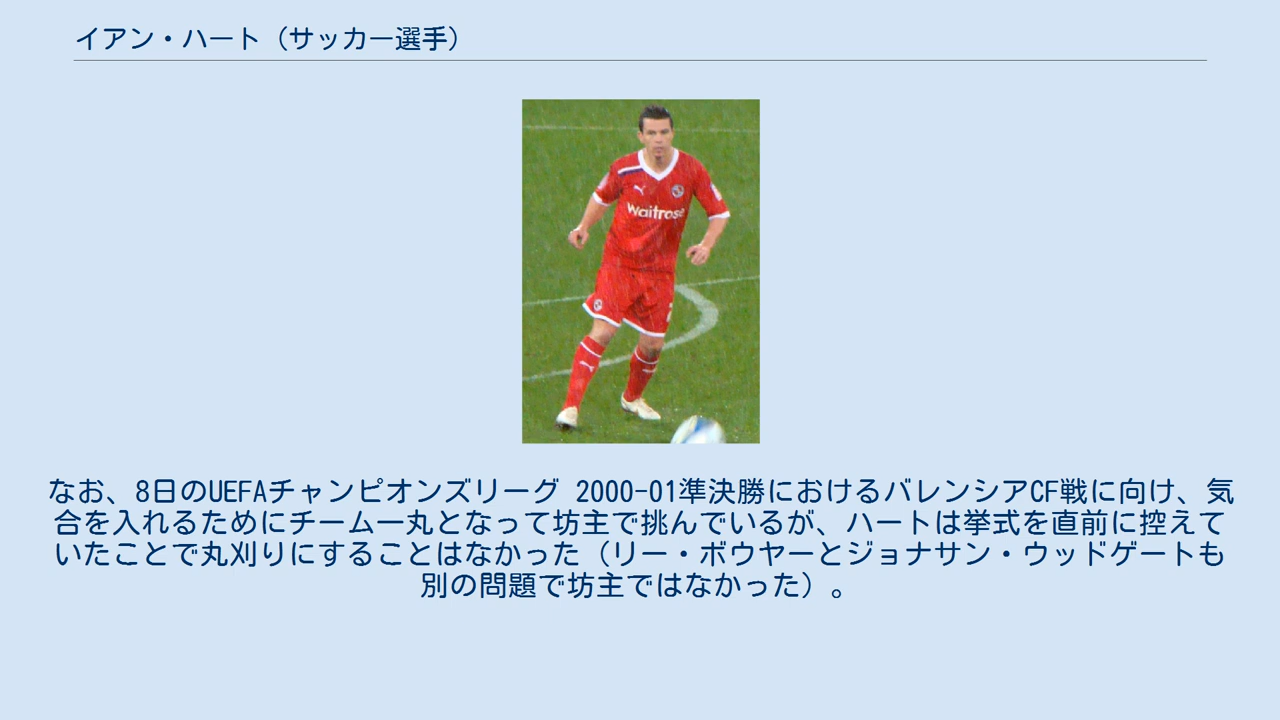 イアン・ハート（サッカー選手）
Waitrose
なお、8日のUEFAチャンピオンズリーグ 2000-01準決勝におけるバレンシアCF戦に向け、気
合を入れるためにチーム一丸となって坊主で挑んでいるが、ハートは挙式を直前に控えて
いたことで丸刈りにすることはなかった（リー・ボウヤーとジョナサン・ウッドゲートも
別の問題で坊主ではなかった）。